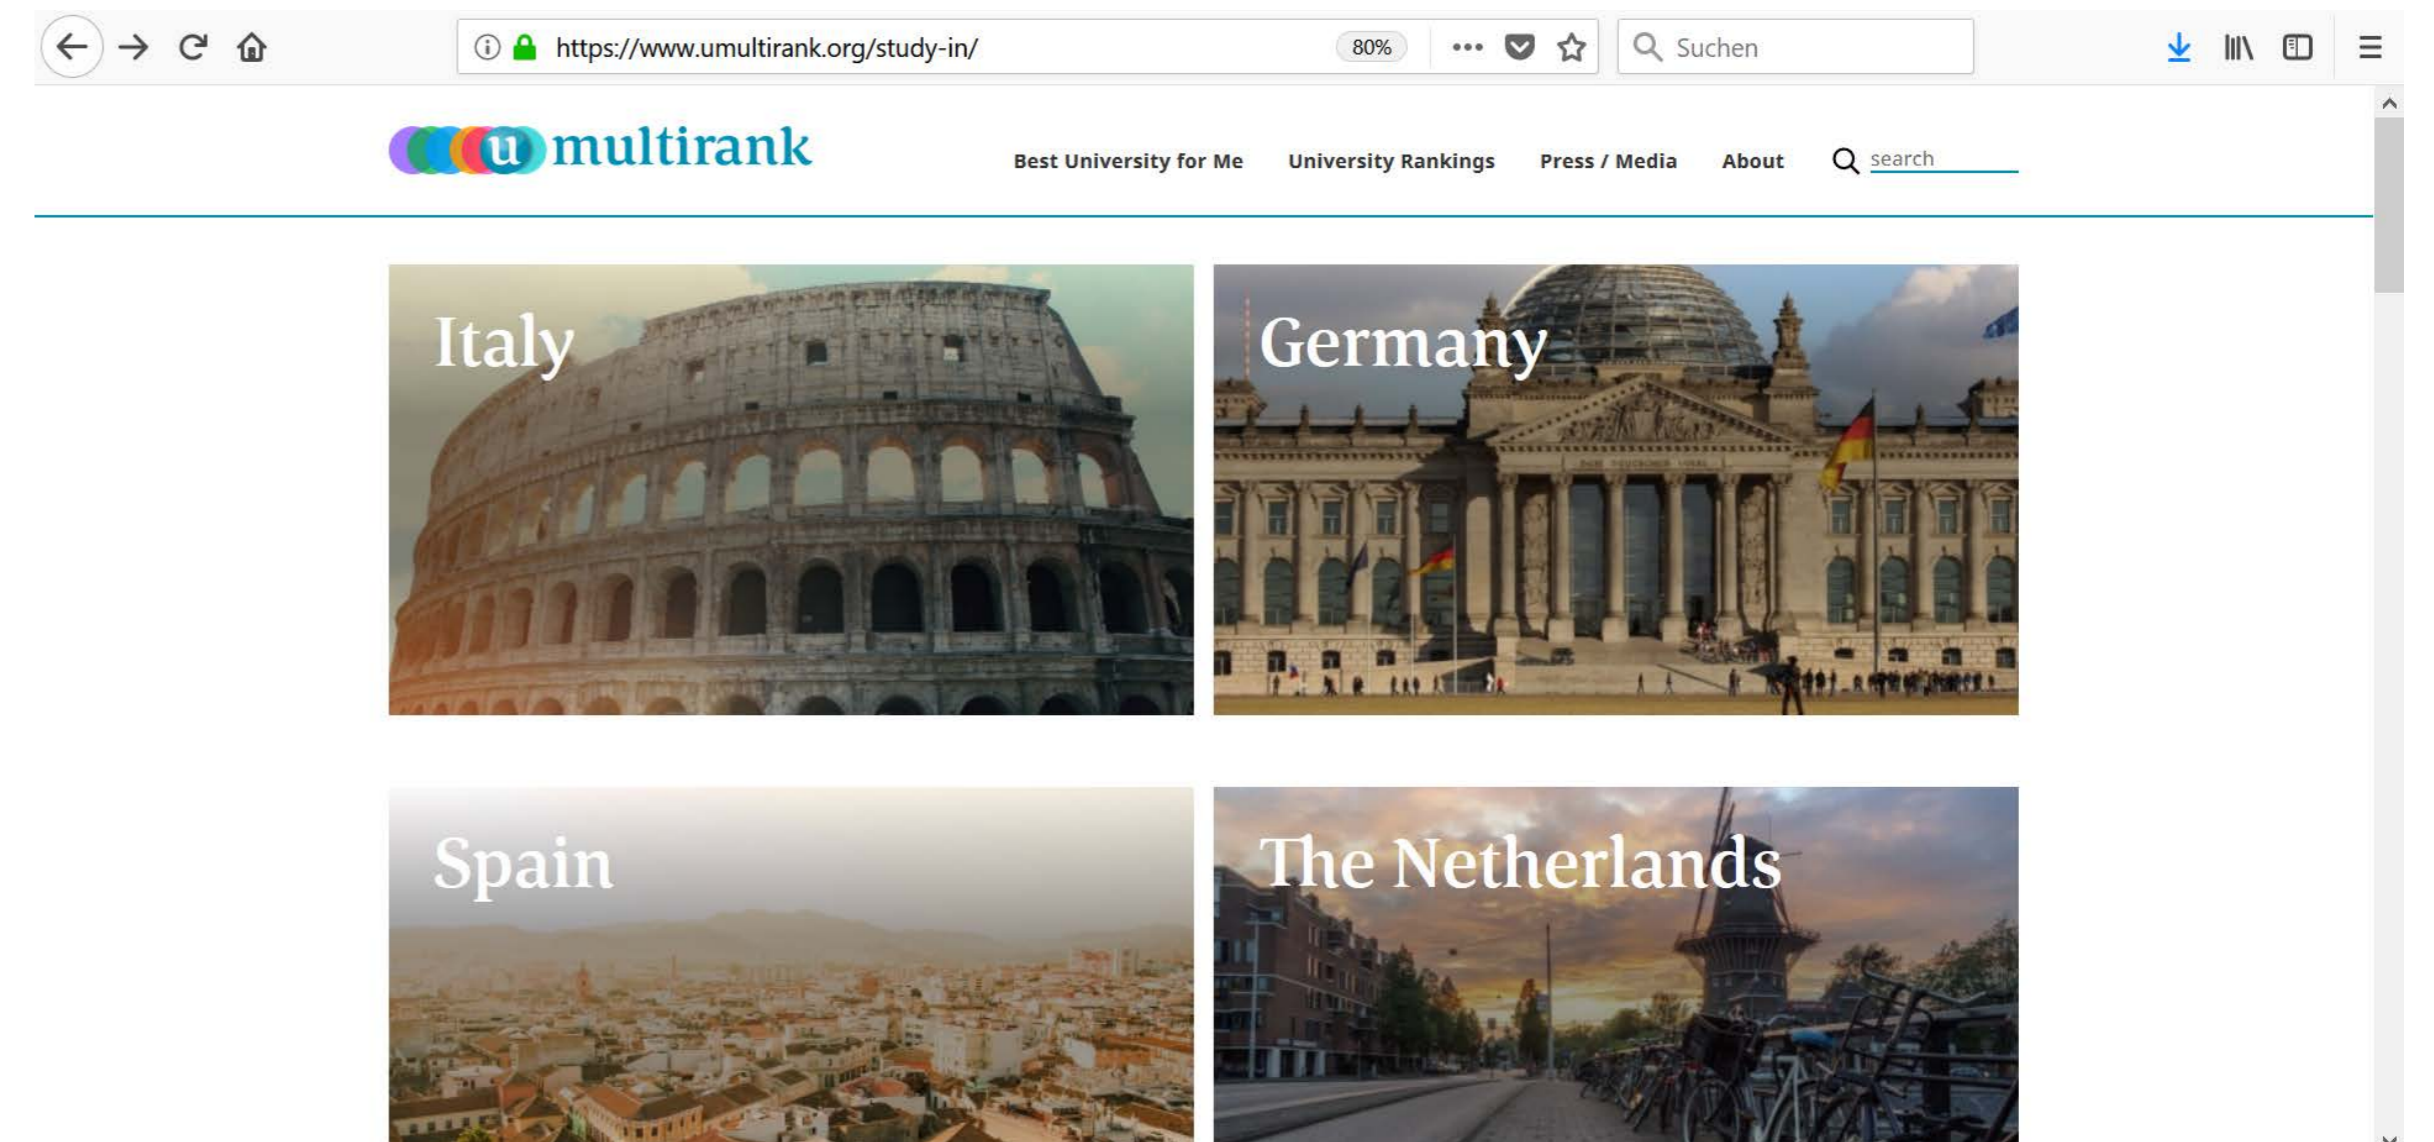 https://www.umultirank.org/study-in/
80%
Suchen
u multirank
Best University for Me
University Rankings
Press / Media
About
search
Italy
Germany
Spain
The Netherlands